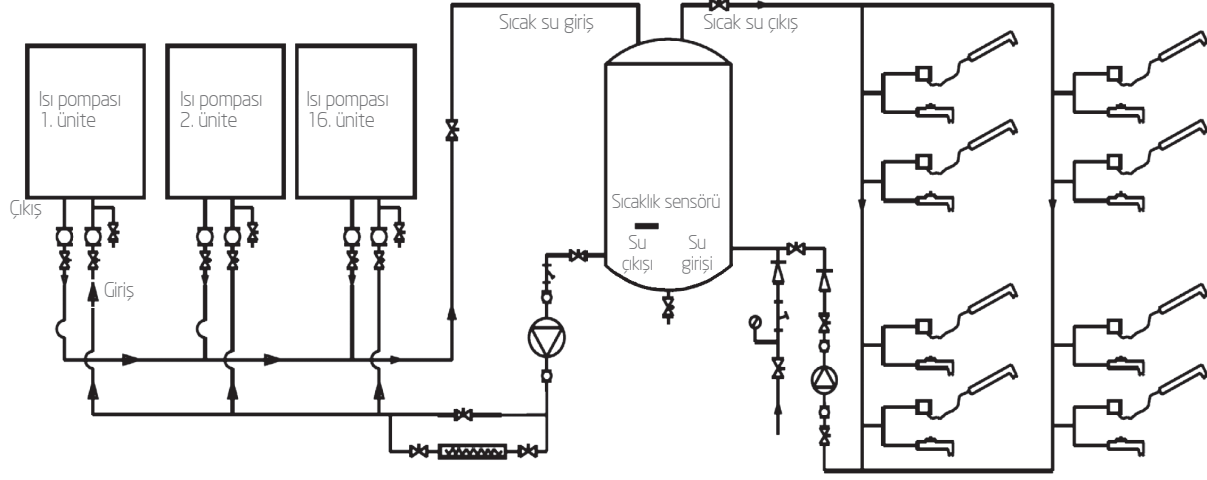 Sıcak su giriş
Sıcak su çıkış
Isı pompası
1. ünite
Isı pompası
2. ünite
Isı pompası
16. ünite
Çıkış
Giriş
Sıcaklık sensörü
Su
çıkışı
Su
girişi